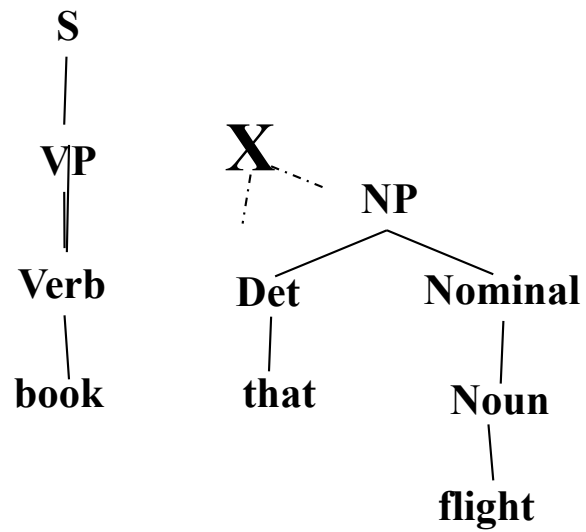 S
VP
X
NP
Verb
Det
Nominal
book
that
Noun
flight